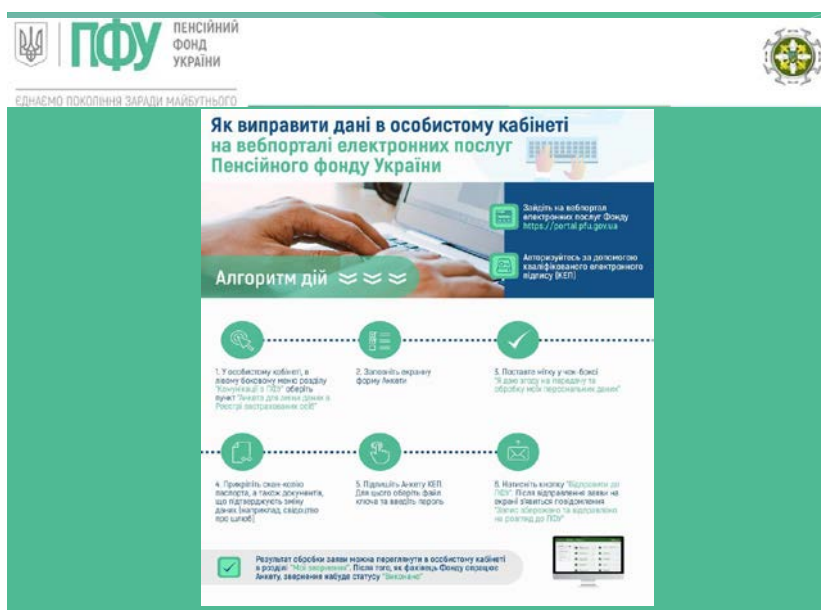 ПФУ
ПЕНСІЙНИЙ
ФОНД
УКРАЇНИ
ЄДНАЄМО ПОКОЛІННЯ ЗАРАДИ МАЙБУТНЬОГО
Як виправити дані в особистому кабінеті
на вебпорталі електронних послуг
Пенсійного фонду України
Зайдіть на вебпортал
електронних послуг Фонду
https://portal.pfu.gov.ua
Авторизуйтесь за допомогою
кваліфікованого електронного
підпису (КЕП)
Алгоритм дій
1. У особистому кабінеті, в
лівому боковому меню розділу
"Комунікації з ПФУ" оберіть
пункт "Анкета для зміни даних в
Реєстрі застрахованих осіб"
2. Заповніть екранну
форму Анкети
3. Поставте мітку у чек-боксі
"Я даю згоду на передачу та
обробку моїх персональних даних"
4. Прикріпіть скан-копію
паспорта, а також документи,
що підтверджують зміну
даних (наприклад, свідоцтво
про шлюб)
5. Підпишіть Анкету КЕП.
Для цього оберіть файл
ключа та введіть пароль
6. Натисніть кнопку "Відправити до
ПФУ". Після відправлення заяви на
екрані з'явиться повідомлення
"Запис збережено та відправлено
на розгляд до ПФУ"
Результат обробки заяви можна переглянути в особистому кабінеті
в розділі "Мої звернення". Після того, як фахівець Фонду опрацює
Анкету, звернення набуде статусу "Виконано"